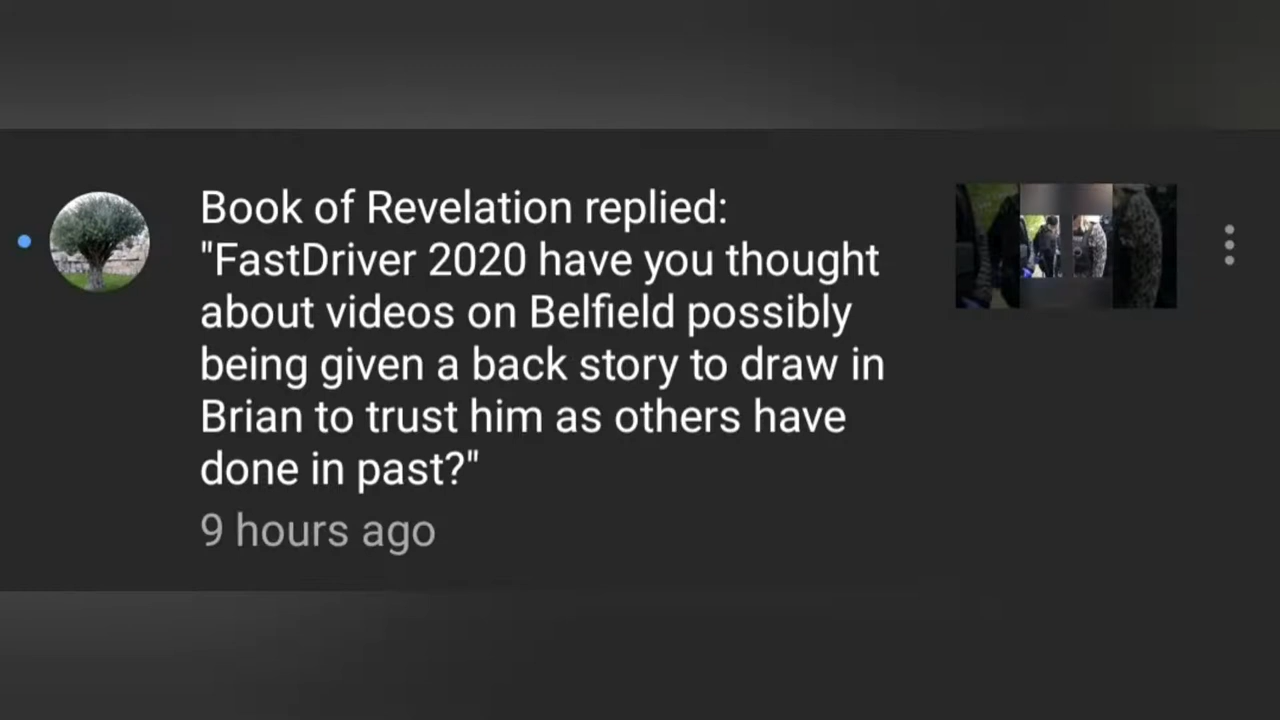 Book of Revelation replied:
"FastDriver 2020 have you thought
about videos on Belfield possibly
being given a back story to draw in
Brian to trust him as others have
done in past?"
9 hours ago